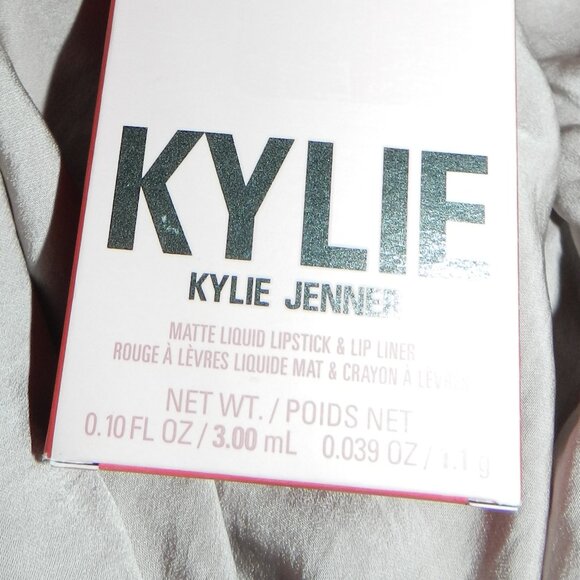 KYLIE
KYLIE JENNER
MATTE LIQUID LIPSTICK & LIP LINER
ROUGE À LÈVRES LIQUIDE MAT & CRAYON À LÈVRES
NET WT. / POIDS NET
0.10 FL OZ / 3.00 mL 0.039 OZ / 1.1 g